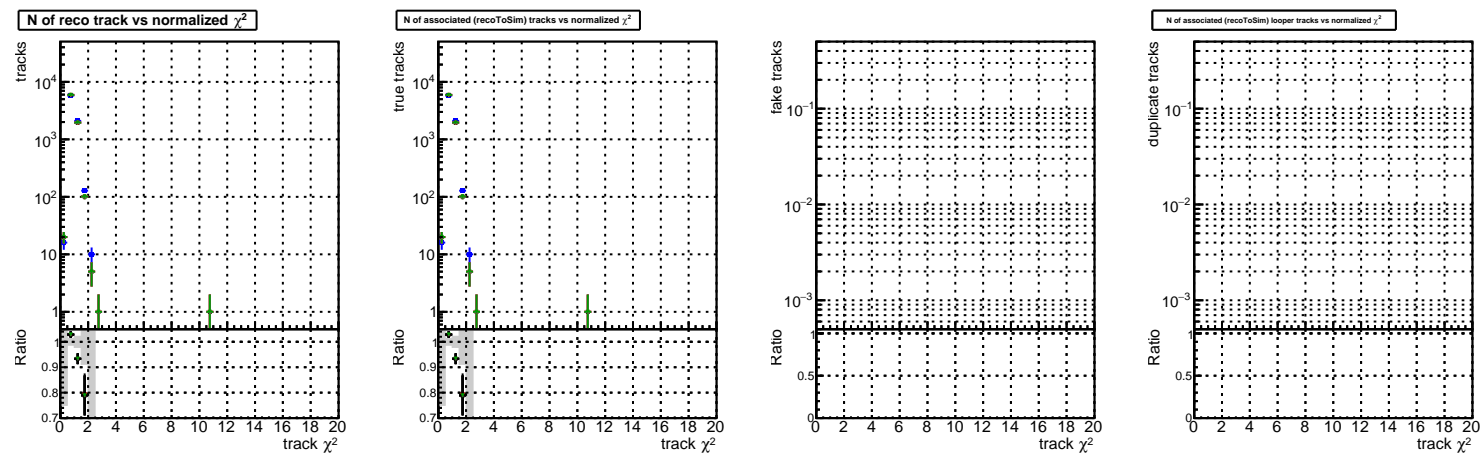 N of reco track vs normalized χ²
tracks
10⁴
10³
10²
10
1
Ratio
1
0.9
0.8
0.7
0 2 4 6 8 10 12 14 16 18 20
track χ²
N of associated (recoToSim) tracks vs normalized χ²
true tracks
10⁴
10³
10²
10
1
Ratio
1
0.9
0.8
0.7
0 2 4 6 8 10 12 14 16 18 20
track χ²
fake tracks
10⁻¹
10⁻²
10⁻³
Ratio
1
0.5
0
0 2 4 6 8 10 12 14 16 18 20
track χ²
N of associated (recoToSim) looper tracks vs normalized χ²
duplicate tracks
10⁻¹
10⁻²
10⁻³
Ratio
1
0.5
0
0 2 4 6 8 10 12 14 16 18 20
track χ²